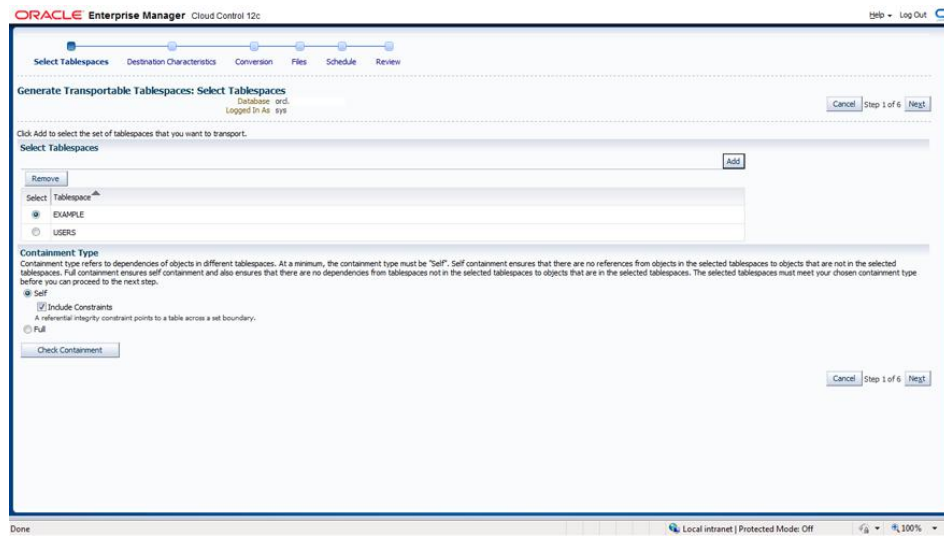 ORACLE Enterprise Manager Cloud Control 12c
Help Log Out
Select Tablespaces Destination Characteristics Conversion Files Schedule Review
Generate Transportable Tablespaces: Select Tablespaces
Database ord.
Logged In As sys
Cancel Step 1 of 6 Next
Click Add to select the set of tablespaces that you want to transport.
Select Tablespaces
Add
Remove
Select Tablespace
EXAMPLE
USERS
Containment Type
Containment type refers to dependencies of objects in different tablespaces. At a minimum, the containment type must be "Self". Self containment ensures that there are no references from objects in the selected tablespaces to objects that are not in the selected
tablespaces. Full containment ensures self containment and also ensures that there are no dependencies from tablespaces not in the selected tablespaces to objects that are in the selected tablespaces. The selected tablespaces must meet your chosen containment type
before you can proceed to the next step.
Self
Include Constraints
A referential integrity constraint points to a table across a set boundary.
Full
Check Containment
Cancel Step 1 of 6 Next
Done
Local intranet | Protected Mode: Off
100%